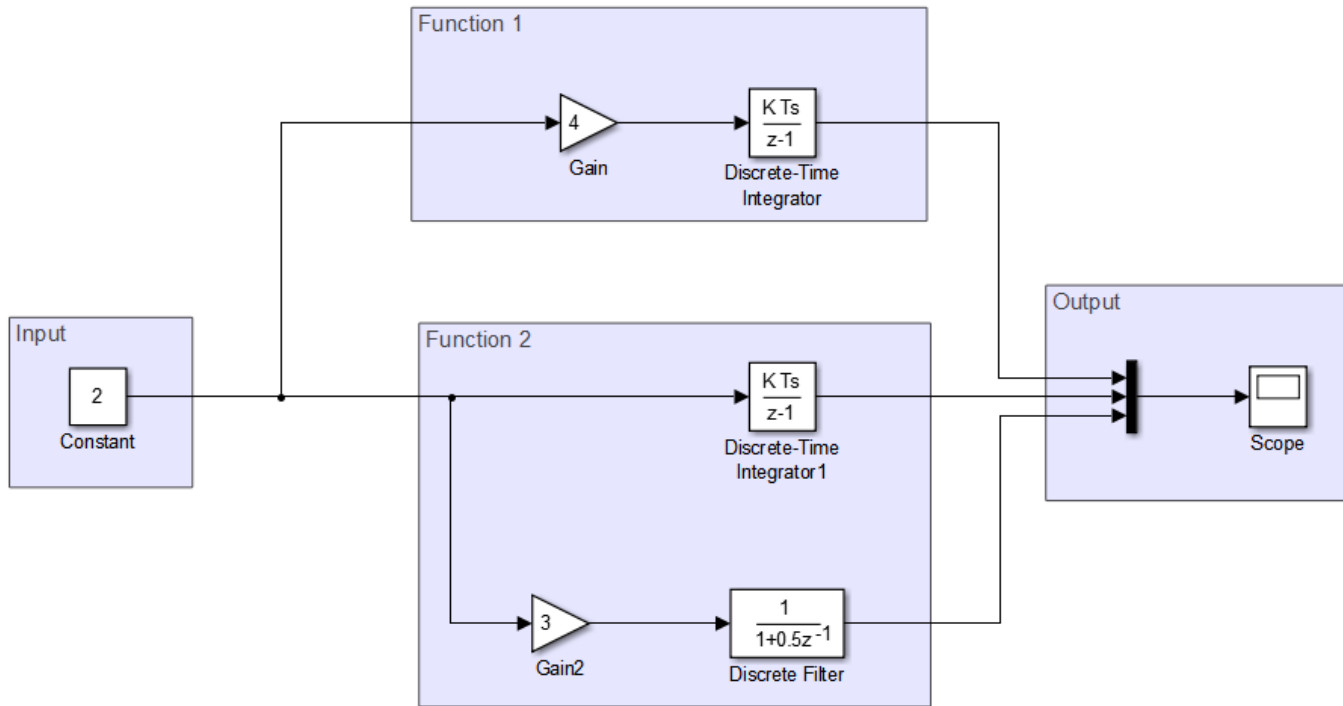 Function 1
4
Gain
K Ts
z-1
Discrete-Time
Integrator
Input
2
Constant
Function 2
K Ts
z-1
Discrete-Time
Integrator1
3
Gain2
1
1+0.5z⁻¹
Discrete Filter
Output
Scope